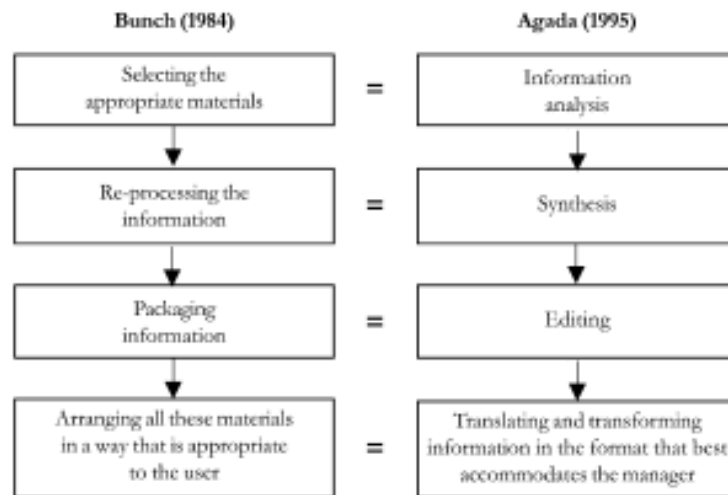 Bunch (1984)
Agada (1995)
Selecting the
appropriate materials
=
Information
analysis
Re-processing the
information
=
Synthesis
Packaging
information
=
Editing
Arranging all these materials
in a way that is appropriate
to the user
=
Translating and transforming
information in the format that best
accommodates the manager